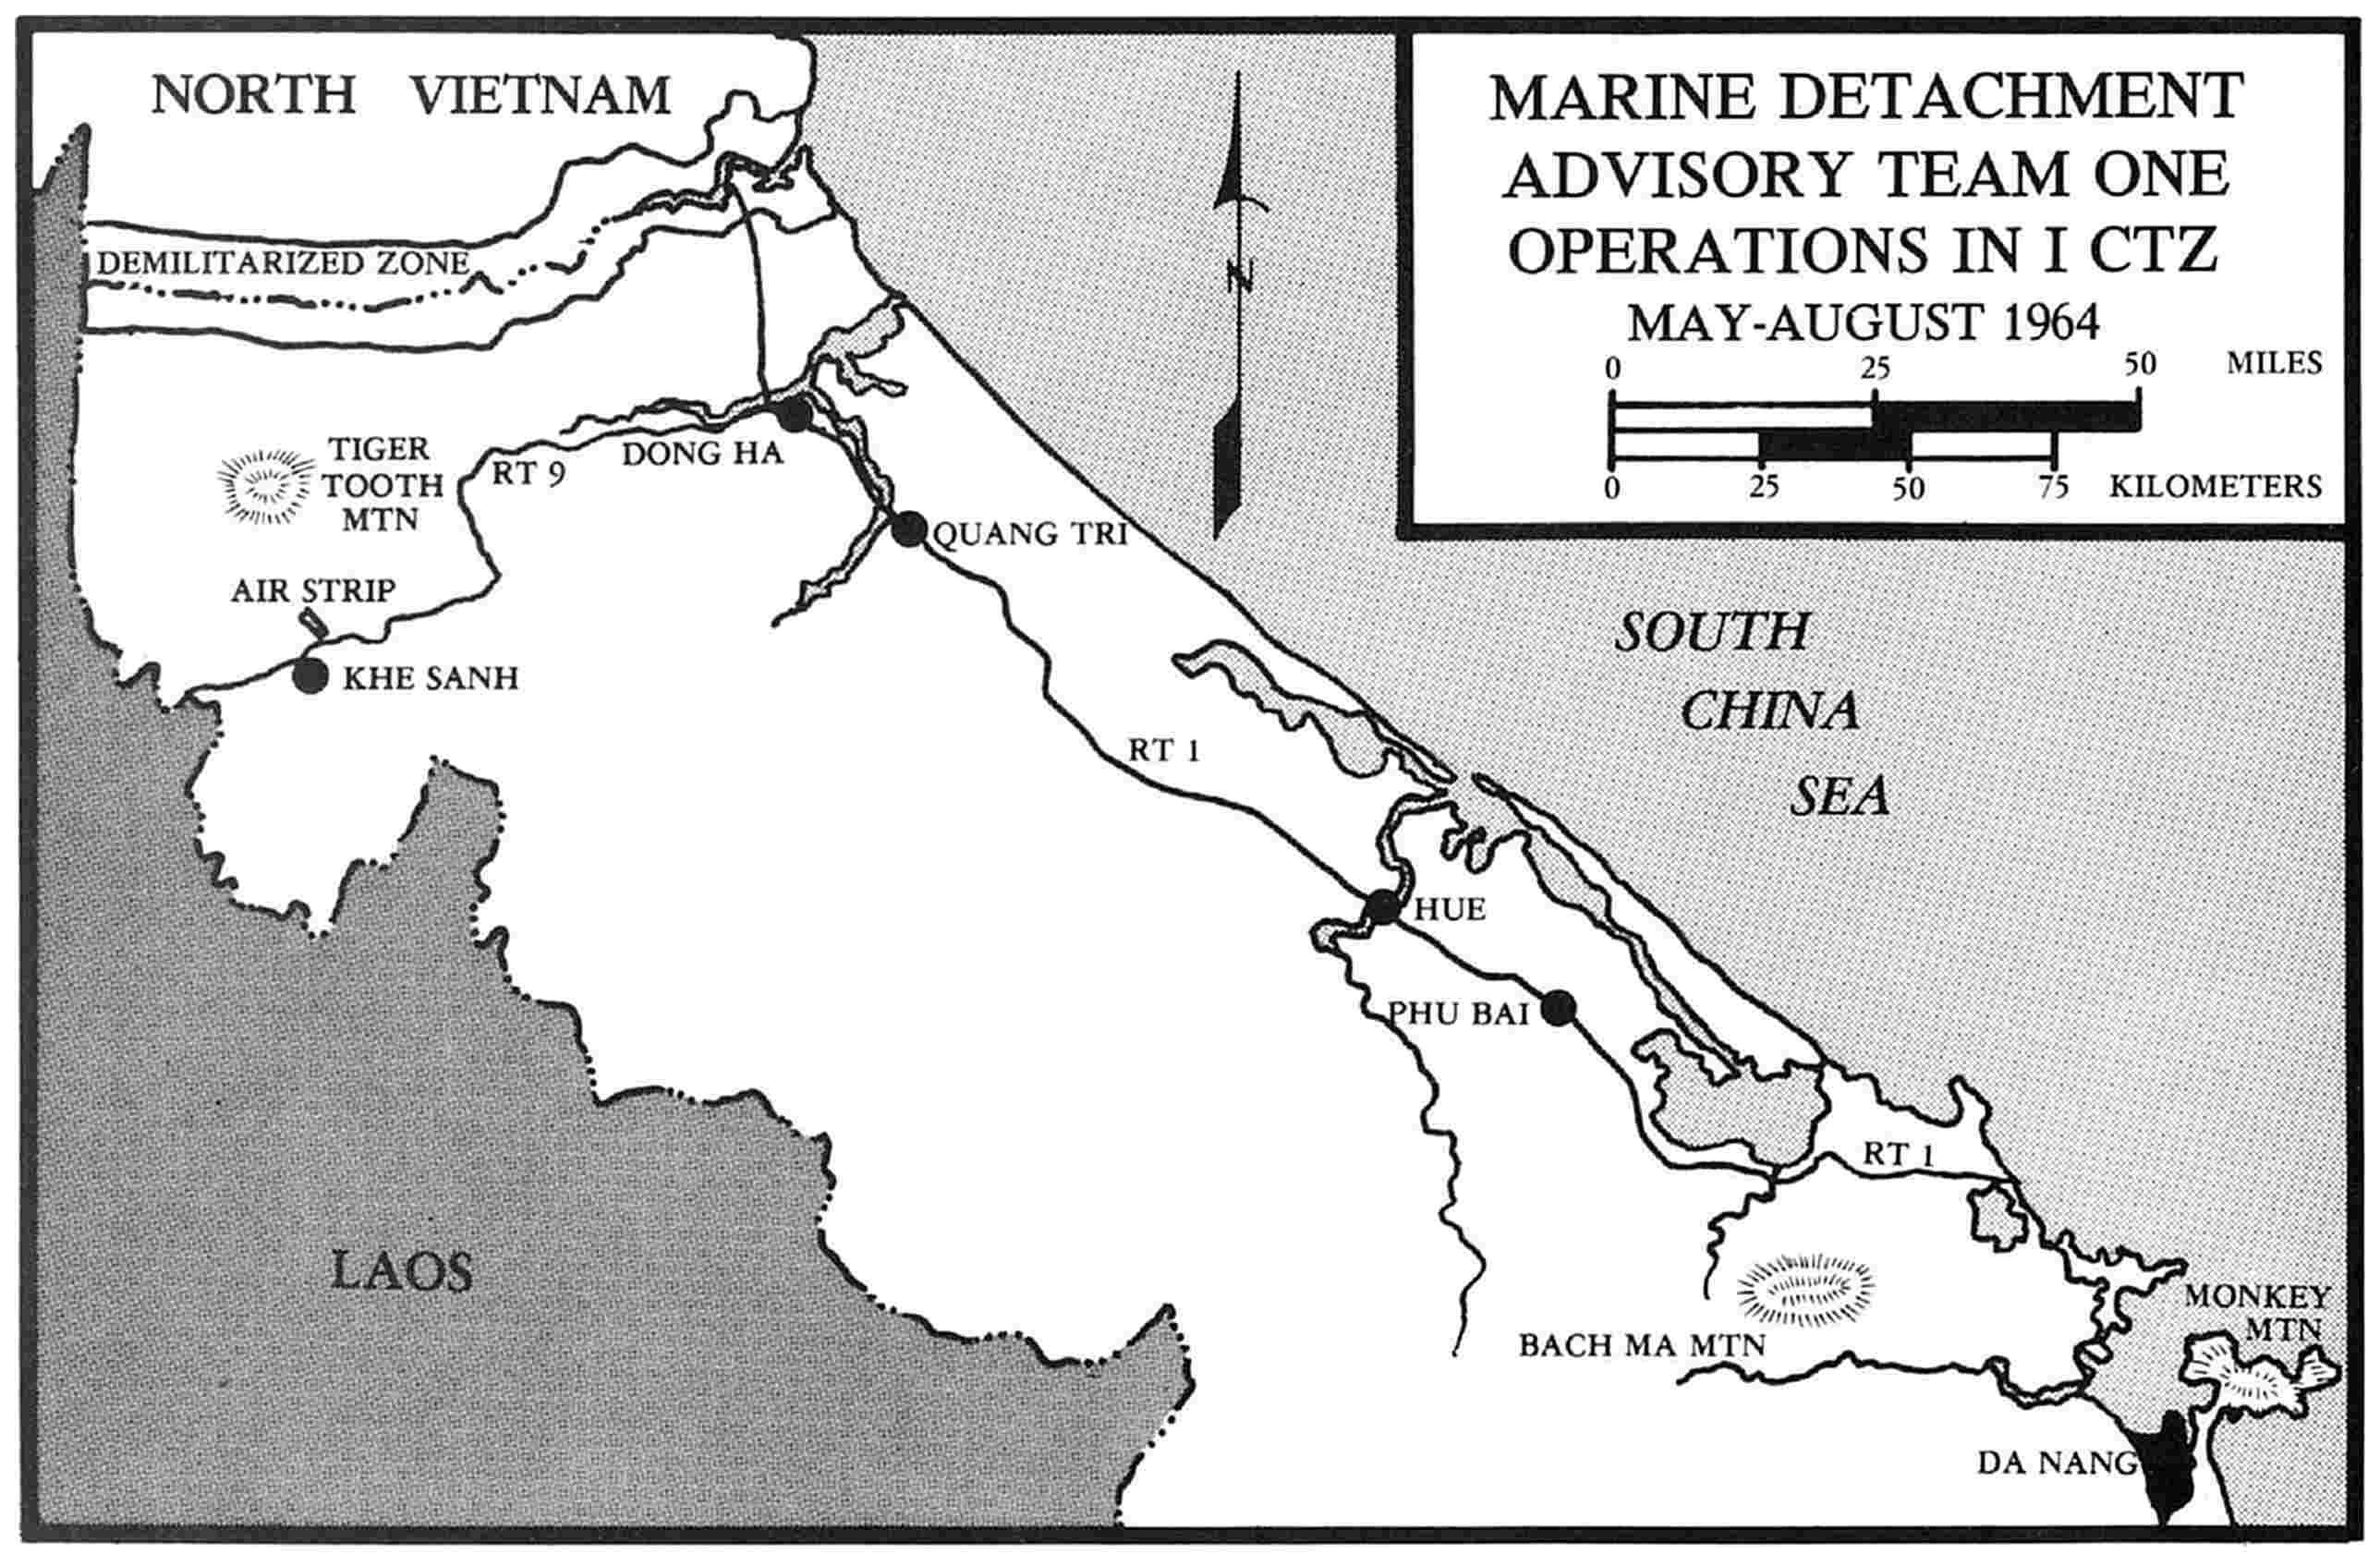 NORTH VIETNAM
MARINE DETACHMENT
ADVISORY TEAM ONE
OPERATIONS IN I CTZ
MAY-AUGUST 1964
0 25 50 MILES
0 25 50 75 KILOMETERS
N
DEMILITARIZED ZONE
TIGER
TOOTH
MTN
RT 9
DONG HA
QUANG TRI
AIR STRIP
KHE SANH
SOUTH
CHINA
SEA
RT 1
HUE
PHU BAI
RT 1
LAOS
MONKEY
MTN
BACH MA MTN
DA NANG